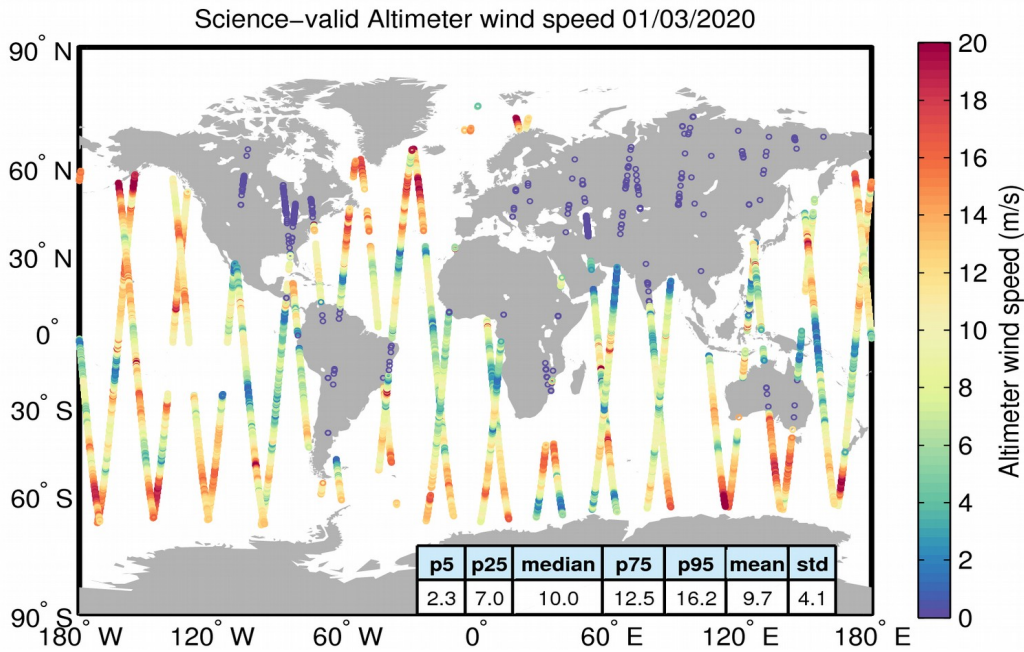 Science−valid Altimeter wind speed 01/03/2020
90° N
60° N
30° N
0°
30° S
60° S
90° S
180° W
120° W
60° W
0°
60° E
120° E
180° E
p5 p25 median p75 p95 mean std
2.3 7.0 10.0 12.5 16.2 9.7 4.1
20
18
16
14
12
10
8
6
4
2
0
Altimeter wind speed (m/s)